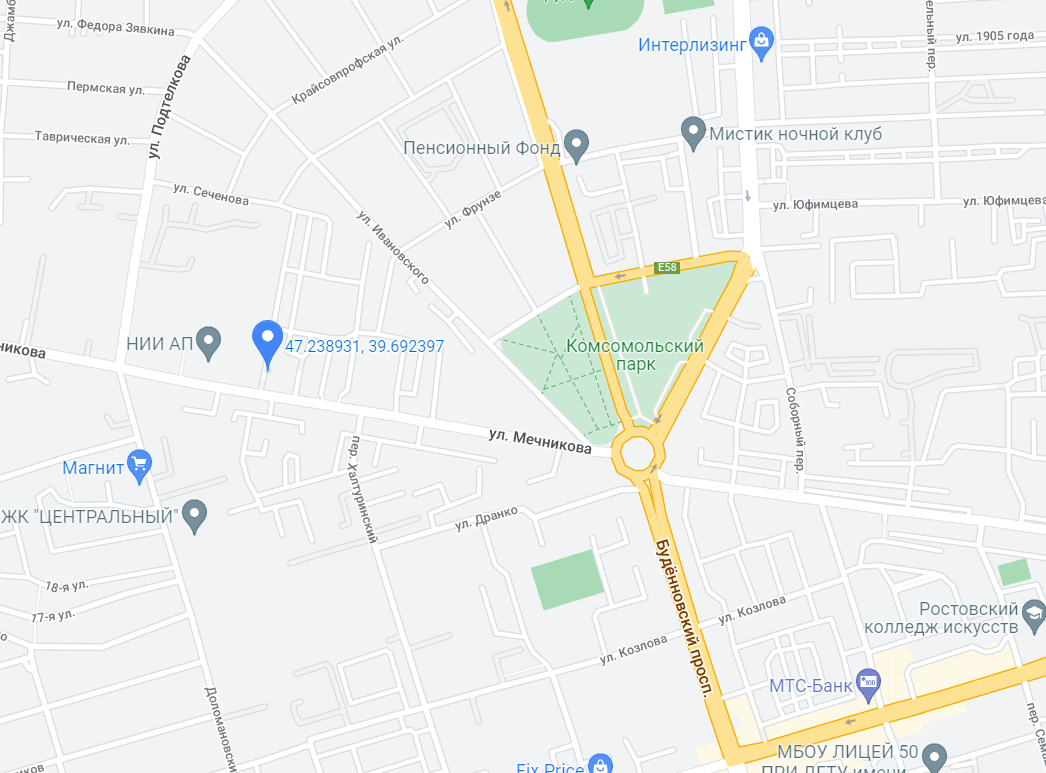 ул. Федора Зявкина
Крайсовпрофская ул.
Интерлизинг
ул. 1905 года
Пермская ул.
ул. Подтелкова
Таврическая ул.
Пенсионный Фонд
Мистик ночной клуб
ул. Сеченова
ул. Фрунзе
ул. Юфимцева
ул. Юфимцева
ул. Ивановского
E58
НИИ АП
47.238931, 39.692397
Комсомольский
парк
Соборный пер.
ул. Мечникова
Магнит
пер. Халтуринский
ЖК "ЦЕНТРАЛЬНЫЙ"
ул. Дранко
Будённовский просп.
18-я ул.
17-я ул.
ул. Козлова
ул. Козлова
Ростовский
колледж искусств
МТС-Банк
МБОУ ЛИЦЕЙ 50
Fix Price